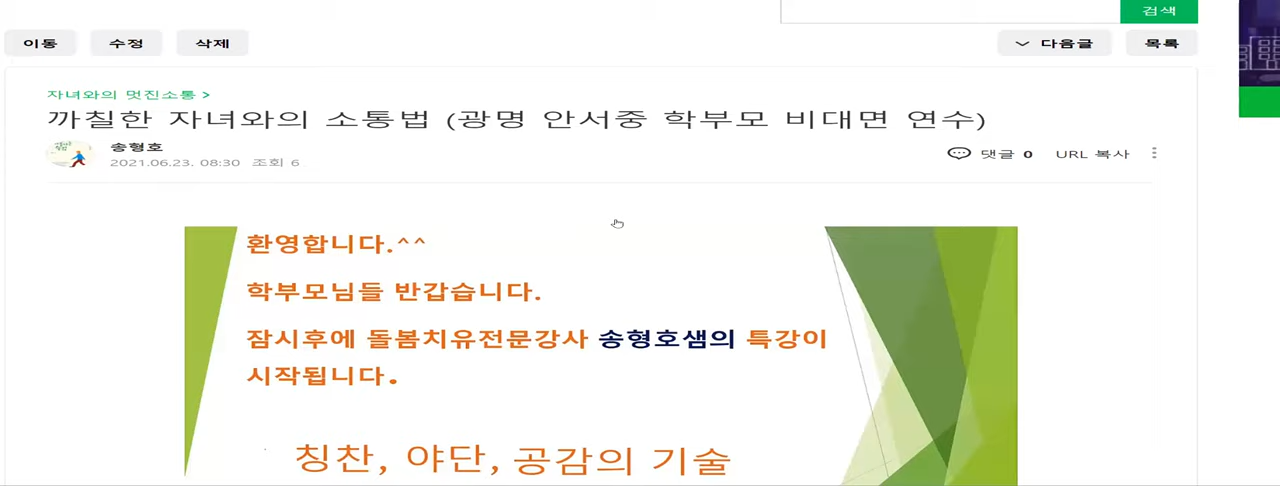 검색
이동 수정 삭제 다음글 목록
자녀와의 멋진소통 >
까칠한 자녀와의 소통법 (광명 안서중 학부모 비대면 연수)
송형호
2021.06.23. 08:30 조회 6 댓글 0 URL 복사
환영합니다.^^
학부모님들 반갑습니다.
잠시후에 돌봄치유전문강사 송형호샘의 특강이
시작됩니다.
칭찬, 야단, 공감의 기술